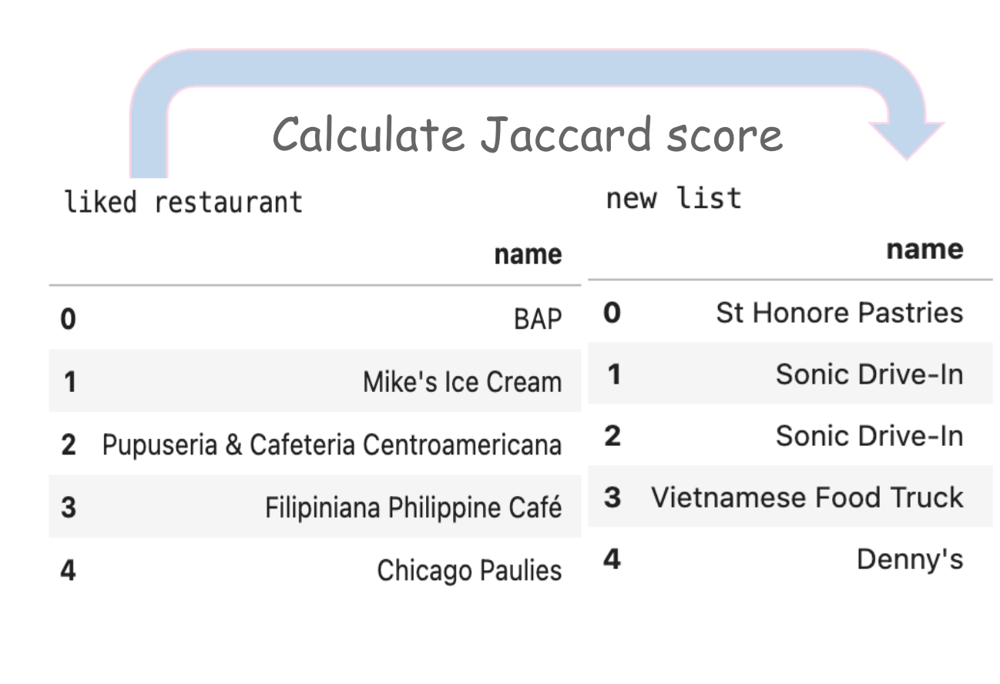 Calculate Jaccard score
liked restaurant
name
0 BAP
1 Mike's Ice Cream
2 Pupuseria & Cafeteria Centroamericana
3 Filipiniana Philippine Café
4 Chicago Paulies
new list
name
0 St Honore Pastries
1 Sonic Drive-In
2 Sonic Drive-In
3 Vietnamese Food Truck
4 Denny's